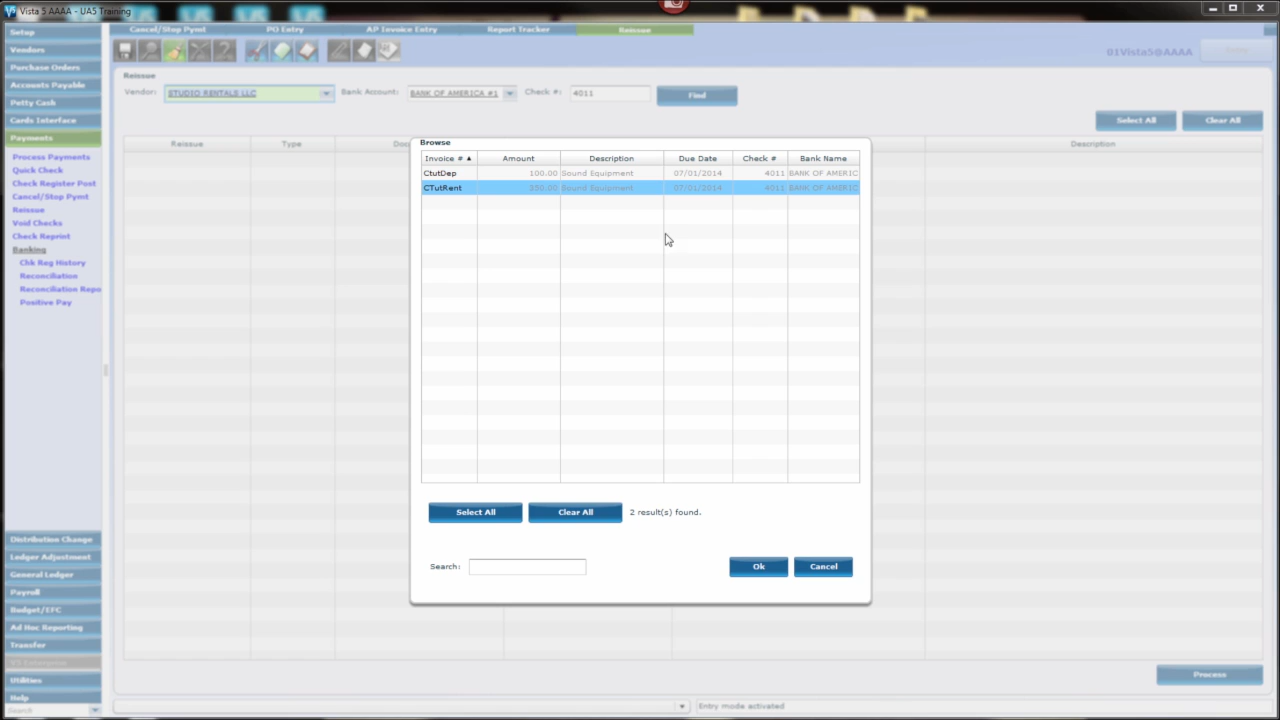 Vista 5 AAAA - UA5 Training
Setup
Vendors
Purchase Orders
Accounts Payable
Petty Cash
Cards Interface
Payments
Process Payments
Quick Check
Check Register Post
Cancel/Stop Pymt
Reissue
Void Checks
Check Reprint
Banking
Chk Reg History
Reconciliation
Reconciliation Repo
Positive Pay
Distribution Change
Ledger Adjustment
General Ledger
Payroll
Budget/EFC
Ad Hoc Reporting
Transfer
Utilities
Help
Search
Cancel/Stop Pymt PO Entry AP Invoice Entry Report Tracker Reissue
01Vista5@AAAA
Reissue
Vendor: STUDIO RENTALS LLC Bank Account: BANK OF AMERICA #1 Check #: 4011 Find
Select All Clear All
Reissue Type Doc Description
Browse
Invoice # Amount Description Due Date Check # Bank Name
CtutDep 100.00 Sound Equipment 07/01/2014 4011 BANK OF AMERIC
CTutRent 350.00 Sound Equipment 07/01/2014 4011 BANK OF AMERIC
Select All Clear All 2 result(s) found.
Search: Ok Cancel
Process
Entry mode activated